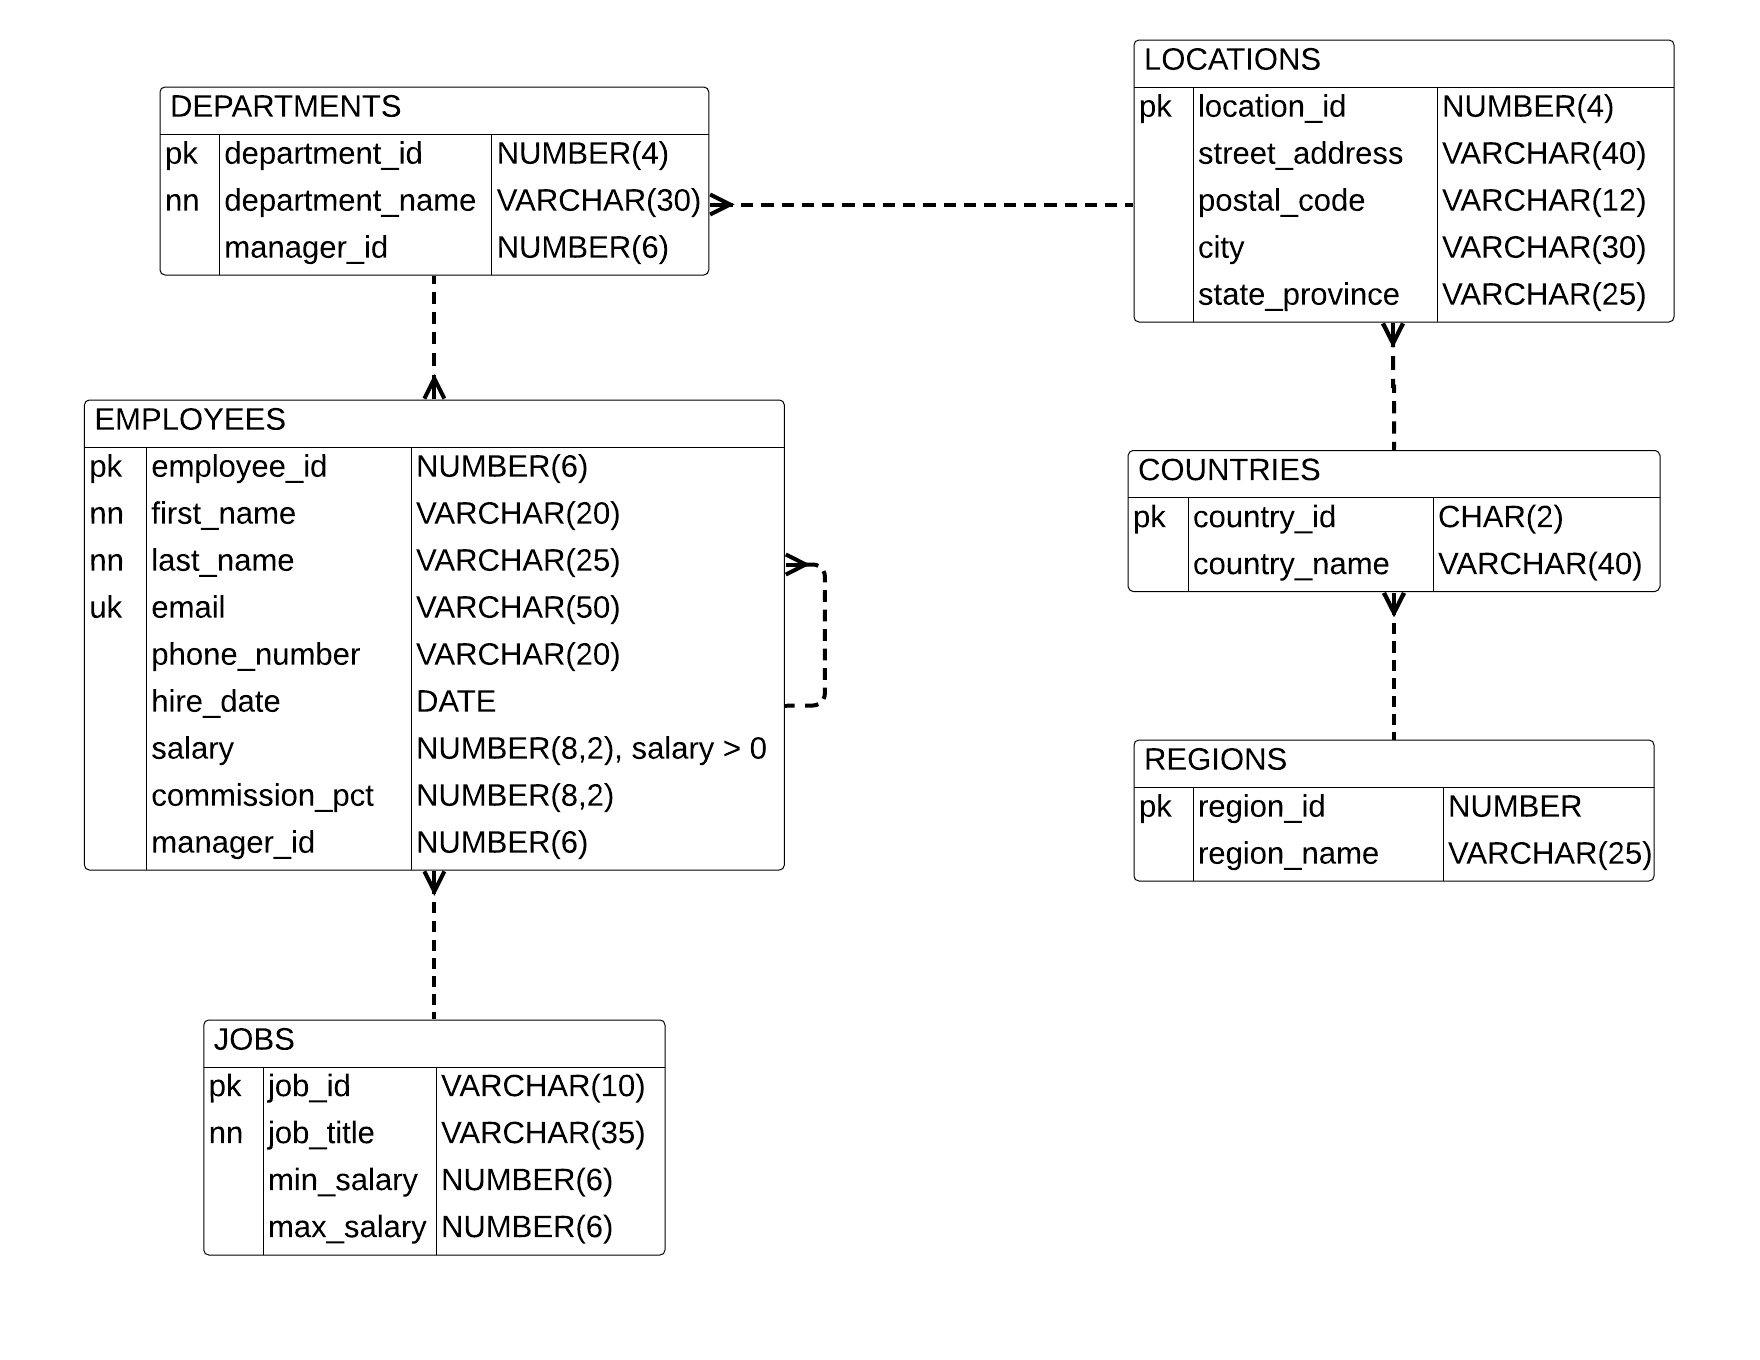 DEPARTMENTS
pk department_id NUMBER(4)
nn department_name VARCHAR(30)
manager_id NUMBER(6)
LOCATIONS
pk location_id NUMBER(4)
street_address VARCHAR(40)
postal_code VARCHAR(12)
city VARCHAR(30)
state_province VARCHAR(25)
EMPLOYEES
pk employee_id NUMBER(6)
nn first_name VARCHAR(20)
nn last_name VARCHAR(25)
uk email VARCHAR(50)
phone_number VARCHAR(20)
hire_date DATE
salary NUMBER(8,2), salary > 0
commission_pct NUMBER(8,2)
manager_id NUMBER(6)
COUNTRIES
pk country_id CHAR(2)
country_name VARCHAR(40)
REGIONS
pk region_id NUMBER
region_name VARCHAR(25)
JOBS
pk job_id VARCHAR(10)
nn job_title VARCHAR(35)
min_salary NUMBER(6)
max_salary NUMBER(6)